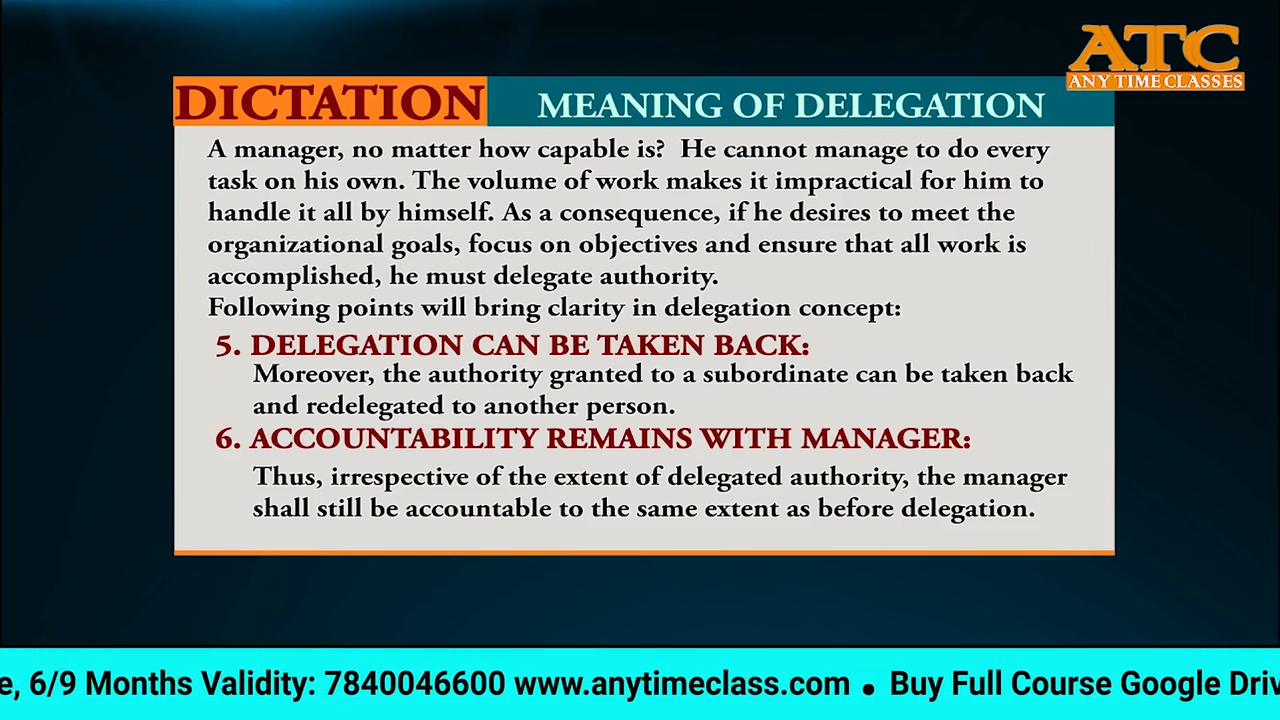 ATC
ANY TIME CLASSES
DICTATION MEANING OF DELEGATION
A manager, no matter how capable is? He cannot manage to do every
task on his own. The volume of work makes it impractical for him to
handle it all by himself. As a consequence, if he desires to meet the
organizational goals, focus on objectives and ensure that all work is
accomplished, he must delegate authority.
Following points will bring clarity in delegation concept:
5. DELEGATION CAN BE TAKEN BACK:
Moreover, the authority granted to a subordinate can be taken back
and redelegated to another person.
6. ACCOUNTABILITY REMAINS WITH MANAGER:
Thus, irrespective of the extent of delegated authority, the manager
shall still be accountable to the same extent as before delegation.
e, 6/9 Months Validity: 7840046600 www.anytimeclass.com • Buy Full Course Google Driv